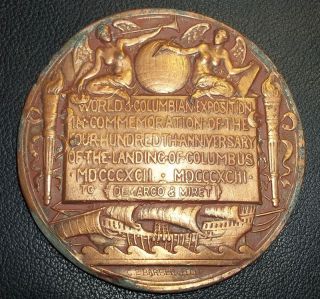 WORLD'S COLUMBIAN EXPOSITION
IN COMMEMORATION OF THE
FOUR HUNDREDTH ANNIVERSARY
OF THE LANDING OF COLUMBUS
MDCCCXCII · MDCCCXCIII
TO DEMARCO & MIRET
C. E. BARBER. FECIT